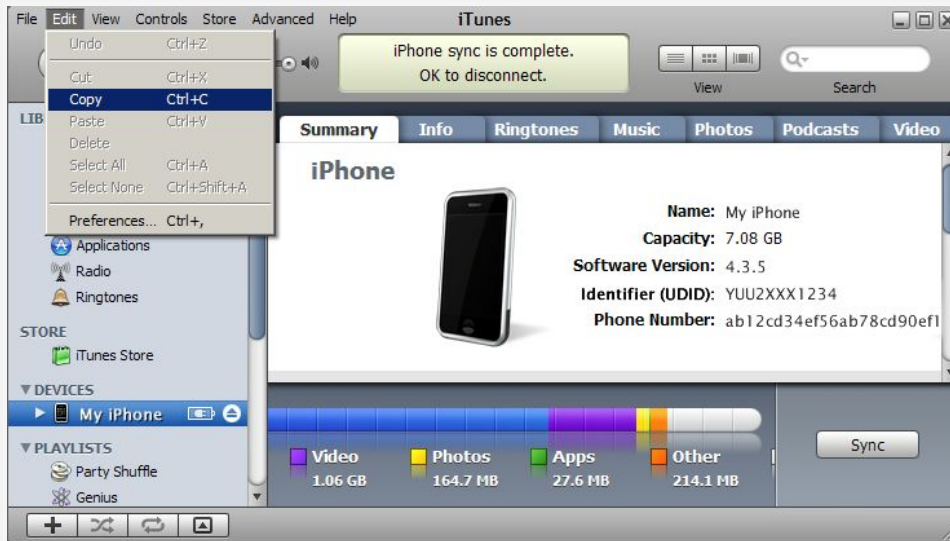 File Edit View Controls Store Advanced Help
iTunes
Undo Ctrl+Z
Cut Ctrl+X
Copy Ctrl+C
Paste Ctrl+V
Delete
Select All Ctrl+A
Select None Ctrl+Shift+A
Preferences... Ctrl+,
iPhone sync is complete.
OK to disconnect.
View
Search
LIB
Applications
Radio
Ringtones
STORE
iTunes Store
DEVICES
My iPhone
PLAYLISTS
Party Shuffle
Genius
Summary Info Ringtones Music Photos Podcasts Video
iPhone
Name: My iPhone
Capacity: 7.08 GB
Software Version: 4.3.5
Identifier (UDID): YUU2XXX1234
Phone Number: ab12cd34ef56ab78cd90ef1
Video Photos Apps Other
1.06 GB 164.7 MB 27.6 MB 214.1 MB
Sync